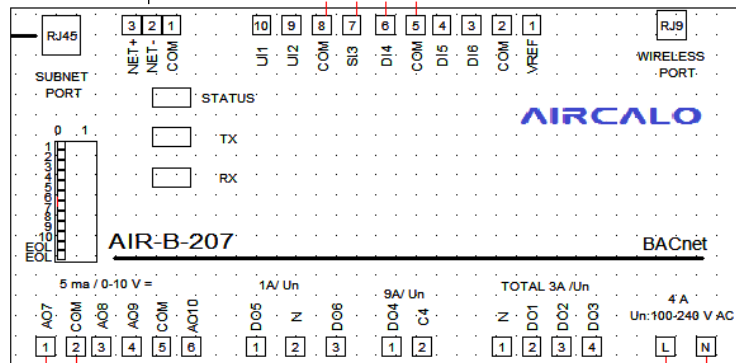 RJ45
3 2 1
NET+ NET- COM
10 9 8 7 6 5 4 3 2 1
UI1 UI2 COM SI3 DI4 COM DI5 DI6 COM VREF
RJ9
SUBNET
PORT
WIRELESS
PORT
STATUS
AIRCALO
TX
RX
0 1
1
2
3
4
5
6
7
8
9
10
EOL
EOL
AIR-B-207
BACnet
5 ma / 0-10 V =
1A/ Un
9A/ Un
TOTAL 3A /Un
4 A
Un:100-240 V AC
AO7 COM AO8 AO9 COM AO10
DO5 N DO6
DO4 C4
N DO1 DO2 DO3
1 2 3 4 5 6
1 2 3
1 2
1 2 3 4
L N